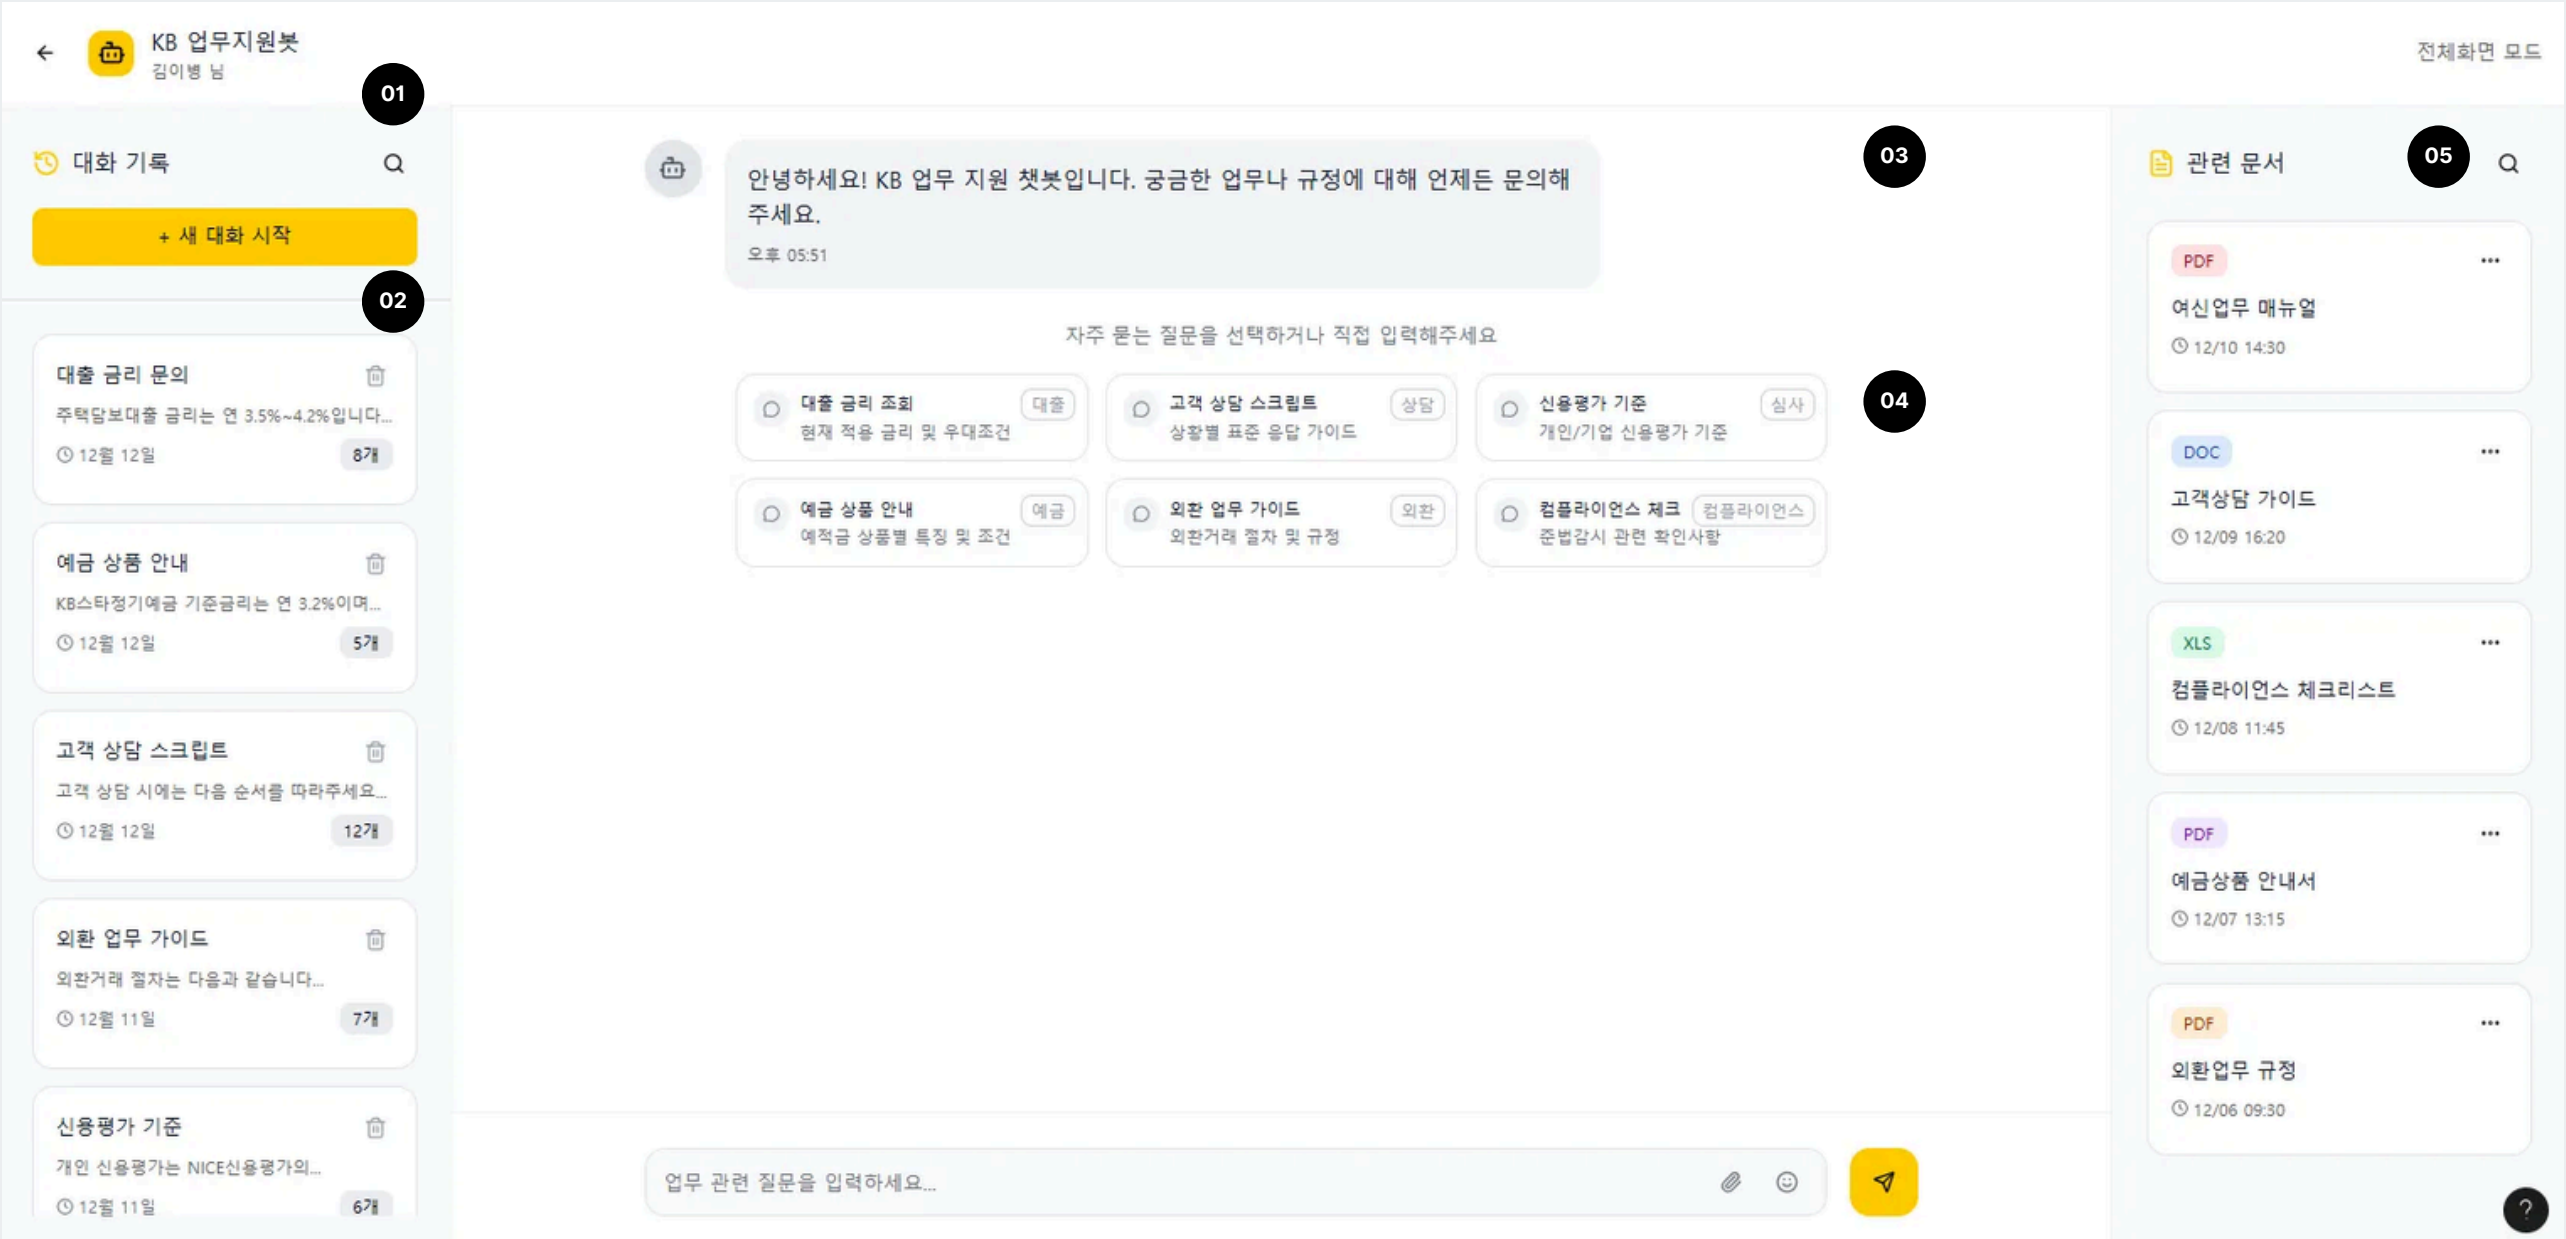 KB 업무지원봇
김이병 님
전체화면 모드
01
대화 기록
+ 새 대화 시작
02
대출 금리 문의
주택담보대출 금리는 연 3.5%~4.2%입니다...
12월 12일
8개
예금 상품 안내
KB스타정기예금 기준금리는 연 3.2%이며...
12월 12일
5개
고객 상담 스크립트
고객 상담 시에는 다음 순서를 따라주세요...
12월 12일
12개
외환 업무 가이드
외환거래 절차는 다음과 같습니다...
12월 11일
7개
신용평가 기준
개인 신용평가는 NICE신용평가의...
12월 11일
6개
03
안녕하세요! KB 업무 지원 챗봇입니다. 궁금한 업무나 규정에 대해 언제든 문의해
주세요.
오후 05:51
자주 묻는 질문을 선택하거나 직접 입력해주세요
04
대출 금리 조회
대출
현재 적용 금리 및 우대조건
고객 상담 스크립트
상담
상황별 표준 응답 가이드
신용평가 기준
심사
개인/기업 신용평가 기준
예금 상품 안내
예금
예적금 상품별 특징 및 조건
외환 업무 가이드
외환
외환거래 절차 및 규정
컴플라이언스 체크
컴플라이언스
준법감시 관련 확인사항
업무 관련 질문을 입력하세요...
관련 문서
05
PDF
여신업무 매뉴얼
12/10 14:30
DOC
고객상담 가이드
12/09 16:20
XLS
컴플라이언스 체크리스트
12/08 11:45
PDF
예금상품 안내서
12/07 13:15
PDF
외환업무 규정
12/06 09:30
?